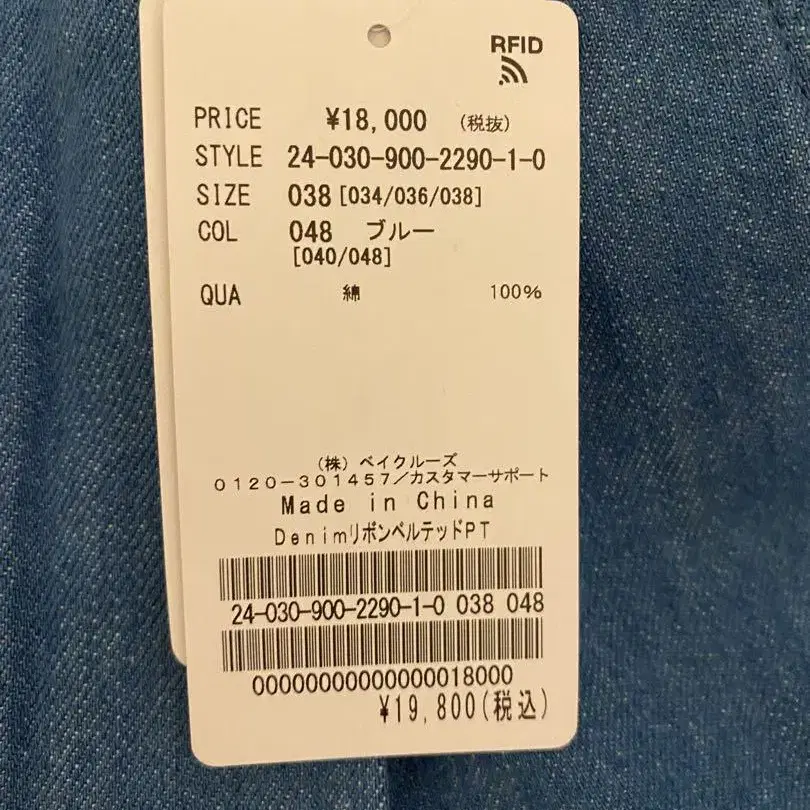 RFID
PRICE ¥18,000 (税抜)
STYLE 24-030-900-2290-1-0
SIZE 038 [034/036/038]
COL 048 ブルー
[040/048]
QUA 綿 100%
(株) ベイクルーズ
0120-301457/カスタマーサポート
Made in China
DenimリボンベルテッドPT
24-030-900-2290-1-0 038 048
00000000000000018000
¥19,800(税込)